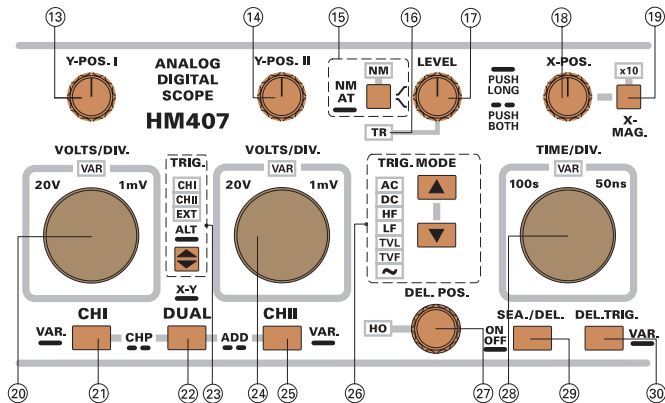 13 14 15 16 17 18 19
Y-POS. I
ANALOG
DIGITAL
SCOPE
HM407
Y-POS. II
NM
AT
NM
LEVEL
TR
PUSH
LONG
PUSH
BOTH
X-POS.
x10
X-
MAG.
VOLTS/DIV.
VAR
20V 1mV
TRIG.
CHI
CHII
EXT
ALT
VOLTS/DIV.
VAR
20V 1mV
TRIG. MODE
AC
DC
HF
LF
TVL
TVF
~
TIME/DIV.
VAR
100s 50ns
X-Y
CHI
VAR.
CHP
DUAL
ADD
CHII
VAR.
DEL. POS.
HO
ON
OFF
SEA./DEL.
DEL.TRIG.
VAR.
20 21 22 23 24 25 26 27 28 29 30